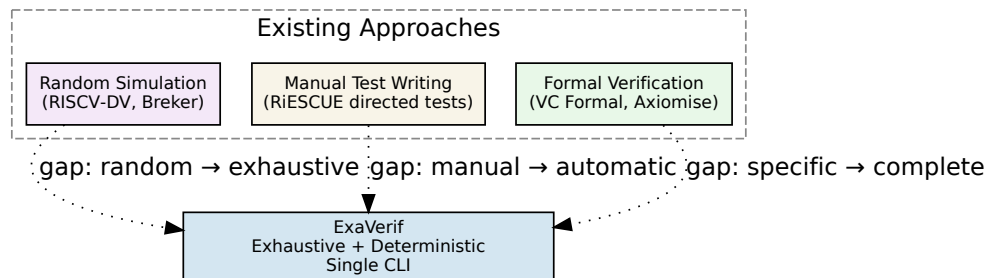 Existing Approaches
Random Simulation
(RISCV-DV, Breker)
Manual Test Writing
(RiESCUE directed tests)
Formal Verification
(VC Formal, Axiomise)
gap: random → exhaustive
gap: manual → automatic
gap: specific → complete
ExaVerif
Exhaustive + Deterministic
Single CLI